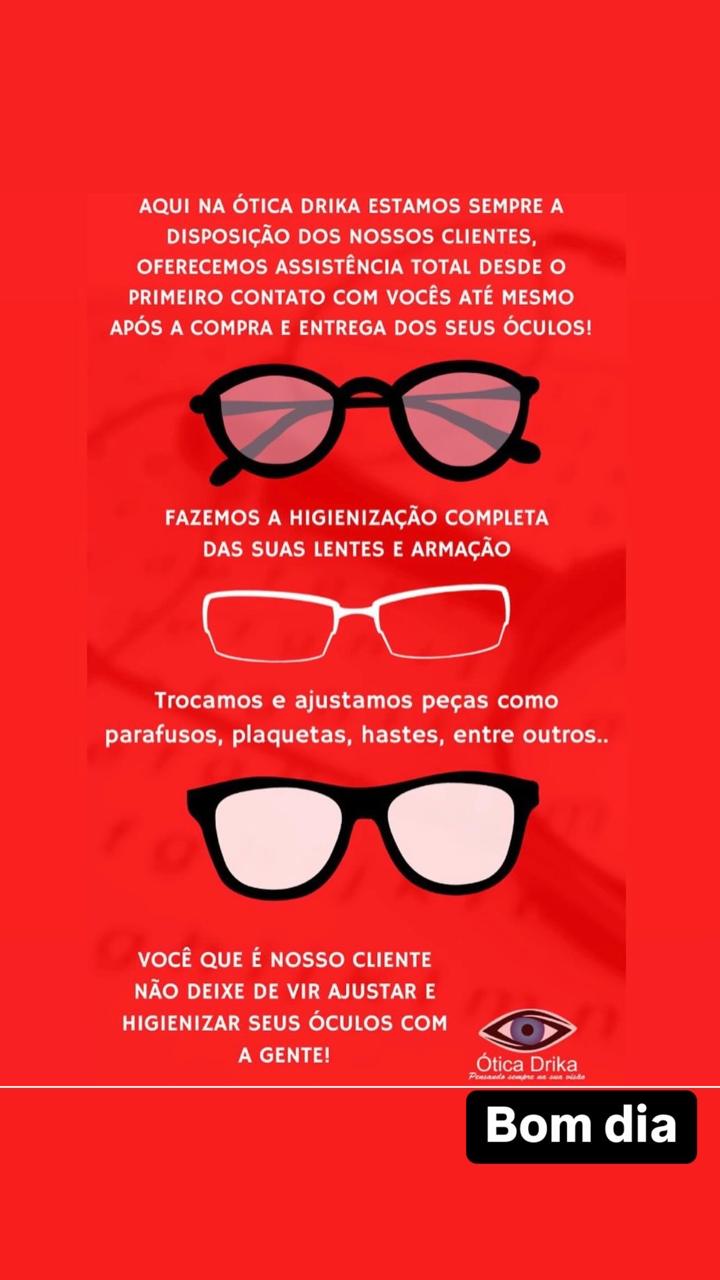 AQUI NA ÓTICA DRIKA ESTAMOS SEMPRE A
DISPOSIÇÃO DOS NOSSOS CLIENTES,
OFERECEMOS ASSISTÊNCIA TOTAL DESDE O
PRIMEIRO CONTATO COM VOCÊS ATÉ MESMO
APÓS A COMPRA E ENTREGA DOS SEUS ÓCULOS!
FAZEMOS A HIGIENIZAÇÃO COMPLETA
DAS SUAS LENTES E ARMAÇÃO
Trocamos e ajustamos peças como
parafusos, plaquetas, hastes, entre outros..
VOCÊ QUE É NOSSO CLIENTE
NÃO DEIXE DE VIR AJUSTAR E
HIGIENIZAR SEUS ÓCULOS COM
A GENTE!
Ótica Drika
Pensando sempre na sua visão
Bom dia